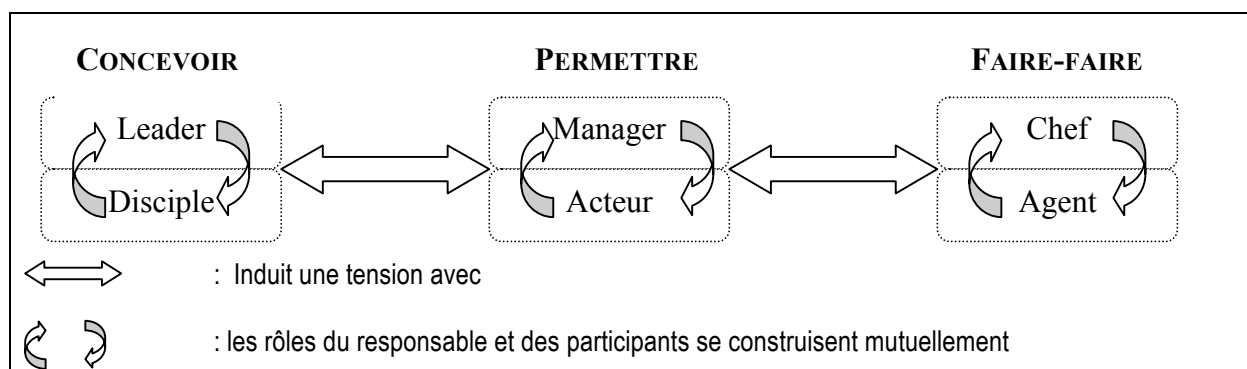 CONCEVOIR PERMETTRE FAIRE-FAIRE
Leader Manager Chef
Disciple Acteur Agent
: Induit une tension avec
: les rôles du responsable et des participants se construisent mutuellement